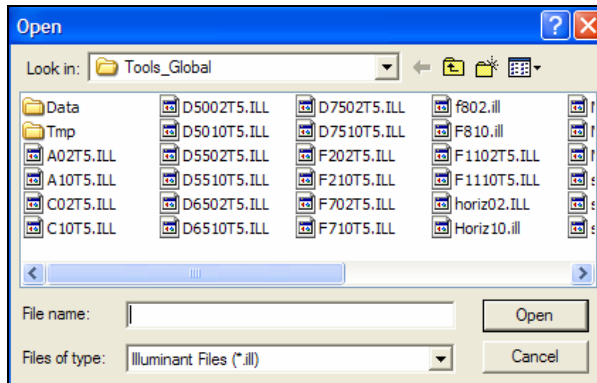 Open
Look in: Tools_Global
Data D5002T5.ILL D7502T5.ILL f802.ill
Tmp D5010T5.ILL D7510T5.ILL F810.ill
A02T5.ILL D5502T5.ILL F202T5.ILL F1102T5.ILL
A10T5.ILL D5510T5.ILL F210T5.ILL F1110T5.ILL
C02T5.ILL D6502T5.ILL F702T5.ILL horiz02.ILL
C10T5.ILL D6510T5.ILL F710T5.ILL Horiz10.ill
File name: Open
Files of type: Illuminant Files (*.ill) Cancel